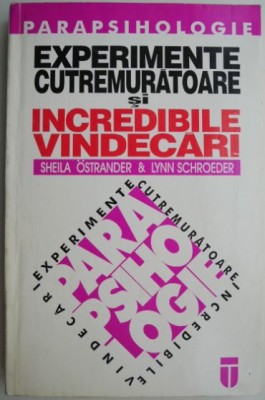 PARAPSIHOLOGIE
EXPERIMENTE
CUTREMURĂTOARE
și
INCREDIBILE
VINDECĂRI
SHEILA ÖSTRANDER & LYNN SCHROEDER
EXPERIMENTE
CUTREMURĂTOARE
INCREDIBILE
VINDECĂRI
PARA
PSIHO
LOGIE
T